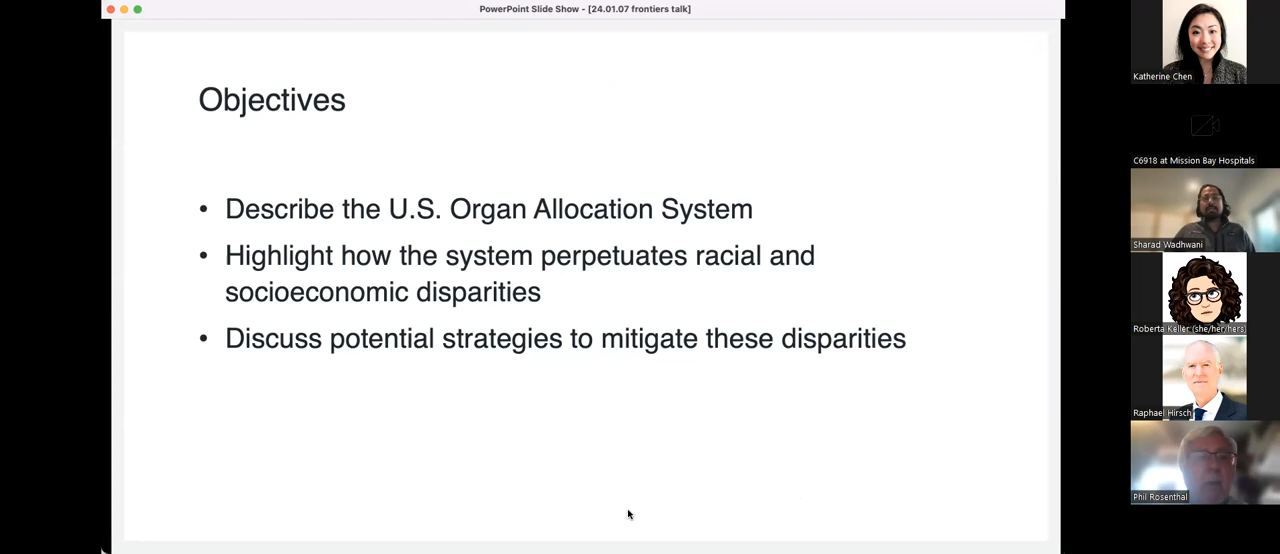 PowerPoint Slide Show - [24.01.07 frontiers talk]
Objectives
• Describe the U.S. Organ Allocation System
• Highlight how the system perpetuates racial and
socioeconomic disparities
• Discuss potential strategies to mitigate these disparities
Katherine Chen
C6918 at Mission Bay Hospitals
Sharad Wadhwani
Roberta Keller (she/her/hers)
Raphael Hirsch
Phil Rosenthal